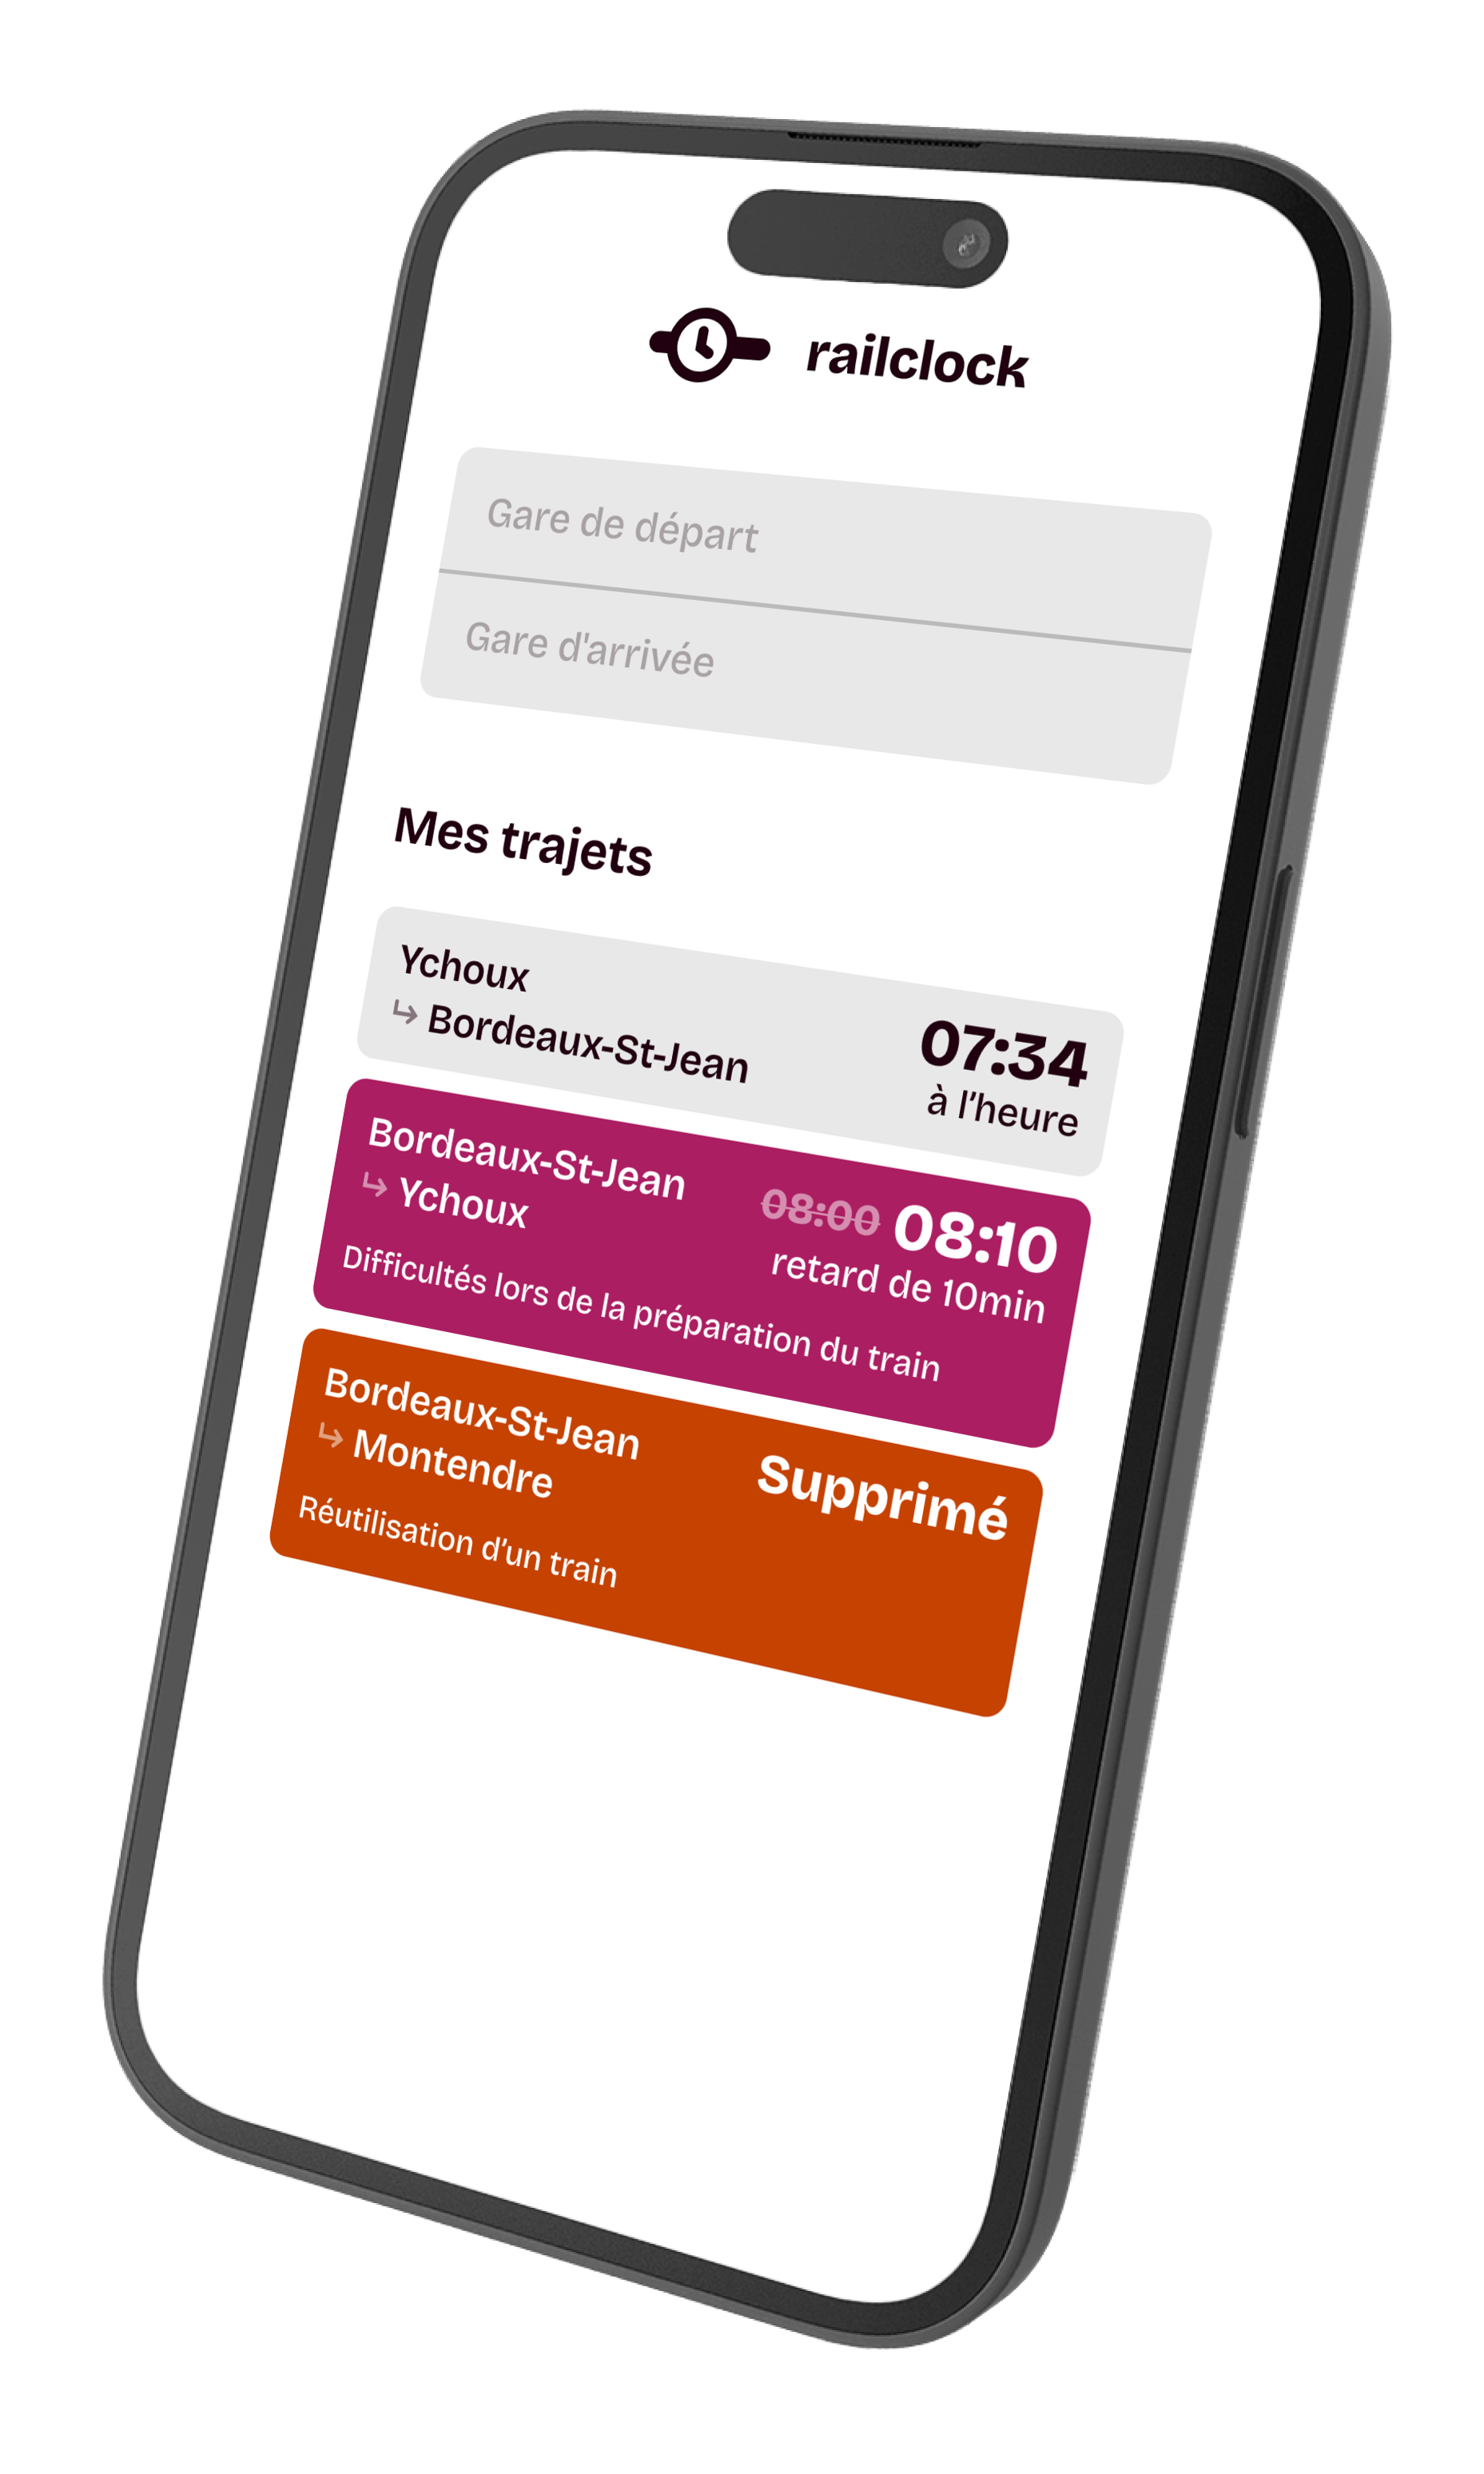 railclock
Gare de départ
Gare d'arrivée
Mes trajets
Ychoux
↳ Bordeaux-St-Jean
07:34
à l’heure
Bordeaux-St-Jean
↳ Ychoux
08:00 08:10
retard de 10min
Difficultés lors de la préparation du train
Bordeaux-St-Jean
↳ Montendre
Supprimé
Réutilisation d’un train